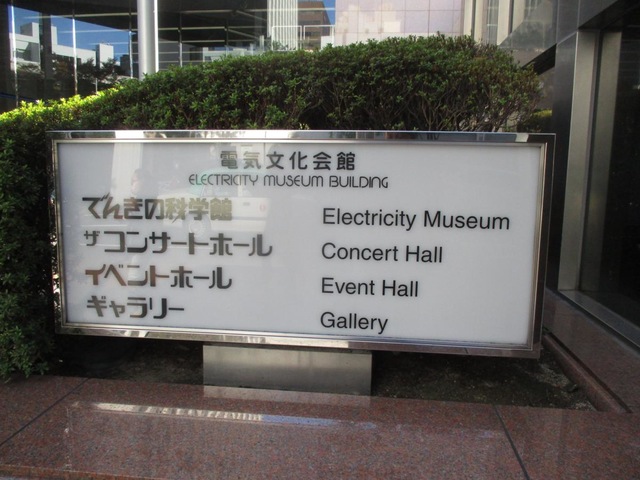 電気文化会館
ELECTRICITY MUSEUM BUILDING
でんきの科学館 Electricity Museum
ザ コンサートホール Concert Hall
イベントホール Event Hall
ギャラリー Gallery